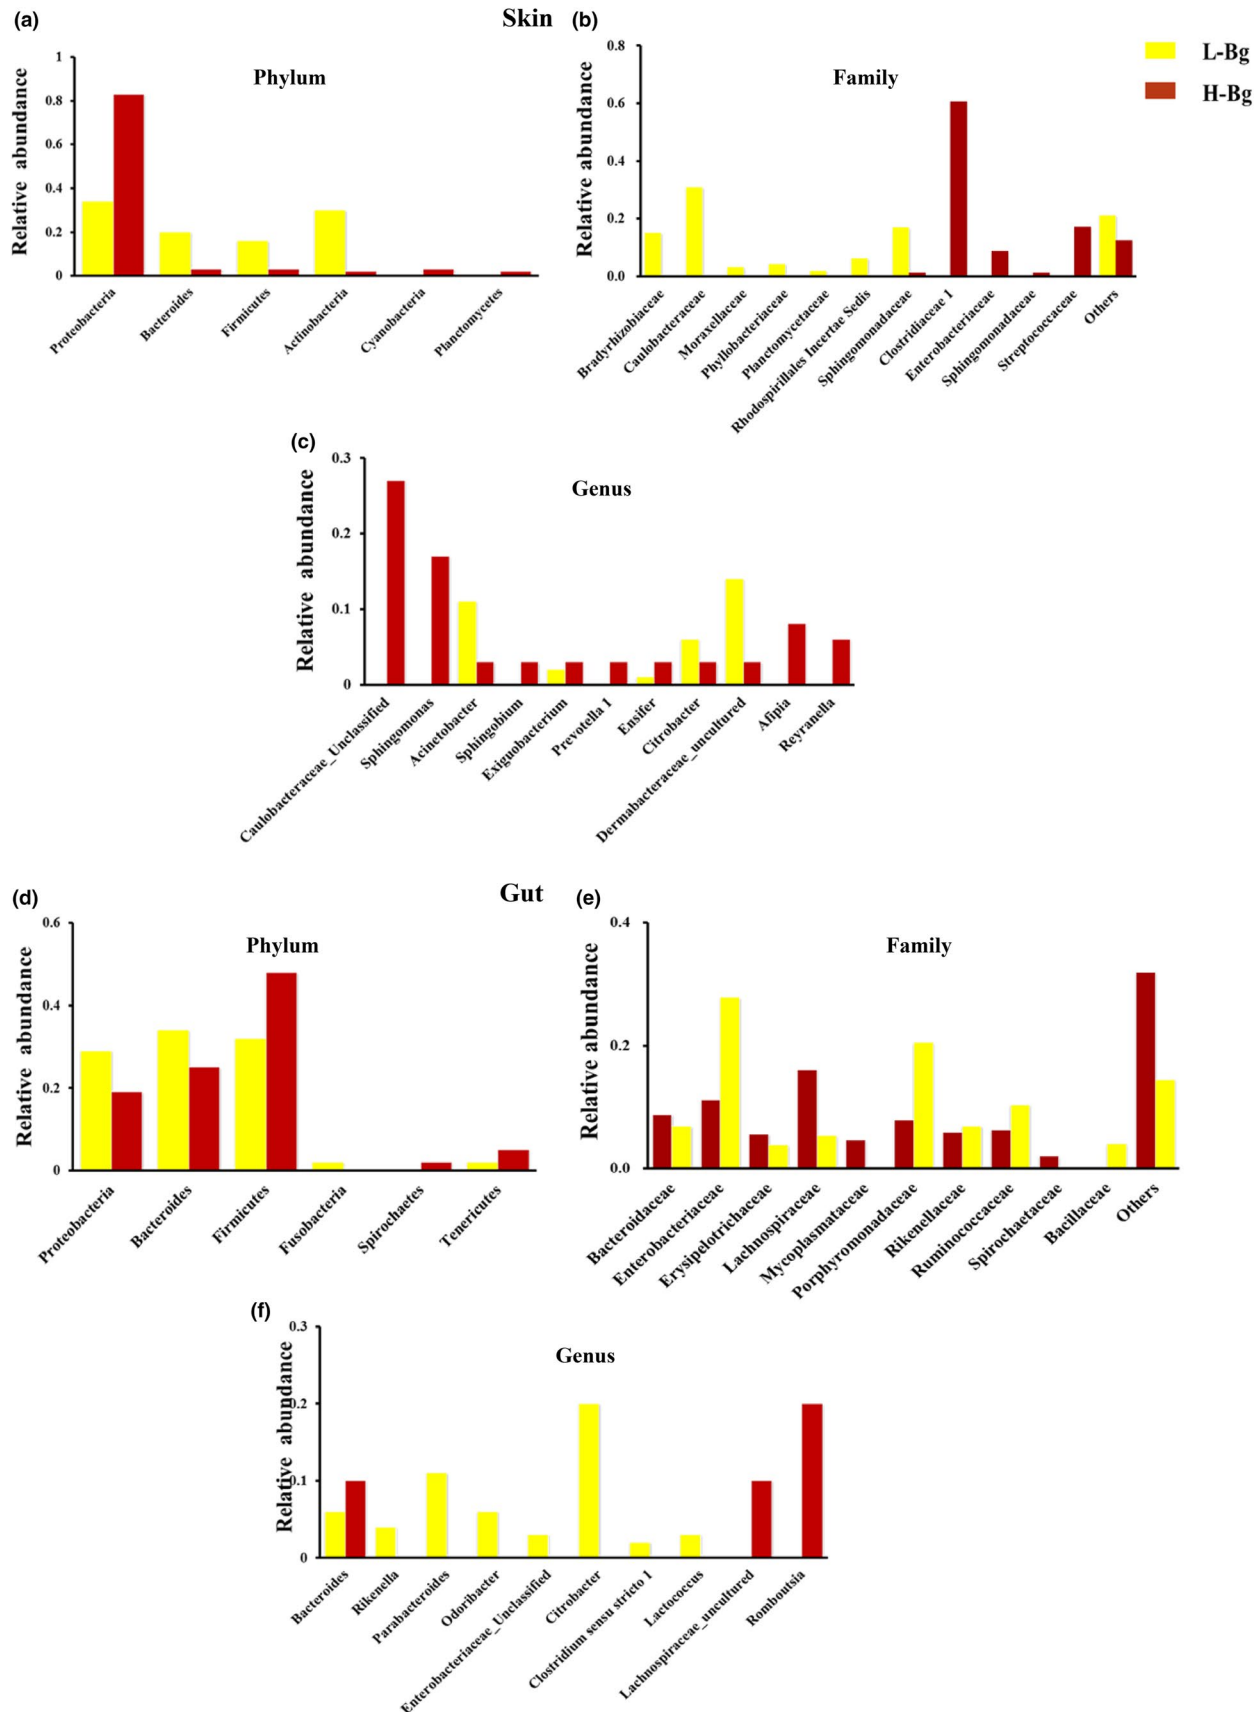 (a)
Skin
(b)
L-Bg
H-Bg
Phylum
Relative abundance
1
0.8
0.6
0.4
0.2
0
Proteobacteria
Bacteroides
Firmicutes
Actinobacteria
Cyanobacteria
Planctomycetes
Family
Relative abundance
0.8
0.6
0.4
0.2
0.0
Bradyrhizobiaceae
Caulobacteraceae
Moraxellaceae
Phyllobacteriaceae
Planctomycetaceae
Rhodospirillales Incertae Sedis
Sphingomonadaceae
Clostridiaceae 1
Enterobacteriaceae
Sphingomonadaceae
Streptococcaceae
Others
(c)
Genus
Relative abundance
0.3
0.2
0.1
0
Caulobacteraceae_Unclassified
Sphingomonas
Acinetobacter
Sphingobium
Exiguobacterium
Prevotella 1
Ensifer
Citrobacter
Dermabacteraceae_uncultured
Afipia
Reyranella
(d)
Gut
(e)
Phylum
Relative abundance
0.6
0.4
0.2
0
Proteobacteria
Bacteroides
Firmicutes
Fusobacteria
Spirochaetes
Tenericutes
Family
Relative abundance
0.4
0.2
0.0
Bacteroidaceae
Enterobacteriaceae
Erysipelotrichaceae
Lachnospiraceae
Mycoplasmataceae
Porphyromonadaceae
Rikenellaceae
Ruminococcaceae
Spirochaetaceae
Bacillaceae
Others
(f)
Genus
Relative abundance
0.3
0.2
0.1
0
Bacteroides
Rikenella
Parabacteroides
Odoribacter
Enterobacteriaceae_Unclassified
Citrobacter
Clostridium sensu stricto 1
Lactococcus
Lachnospiraceae_uncultured
Romboutsia